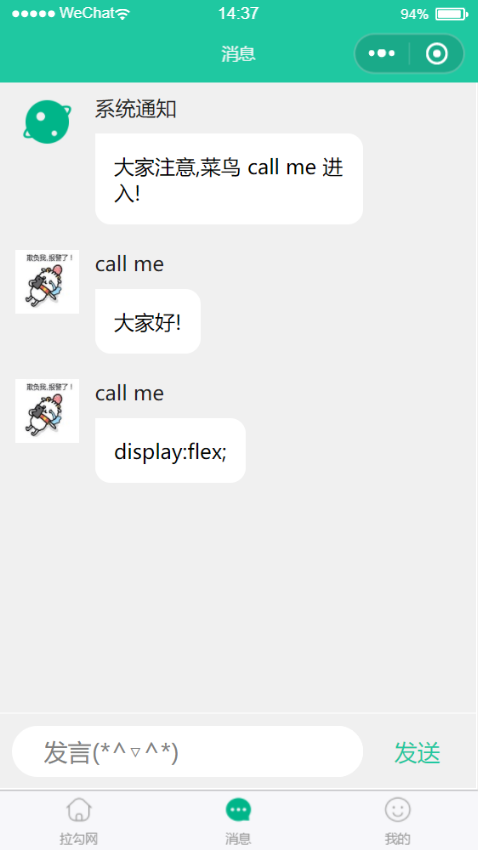 WeChat
14:37
94%
消息
系统通知
大家注意,菜鸟 call me 进
入!
欺负我,报警了!
call me
大家好!
欺负我,报警了!
call me
display:flex;
发言(*^▽^*)
发送
拉勾网
消息
我的